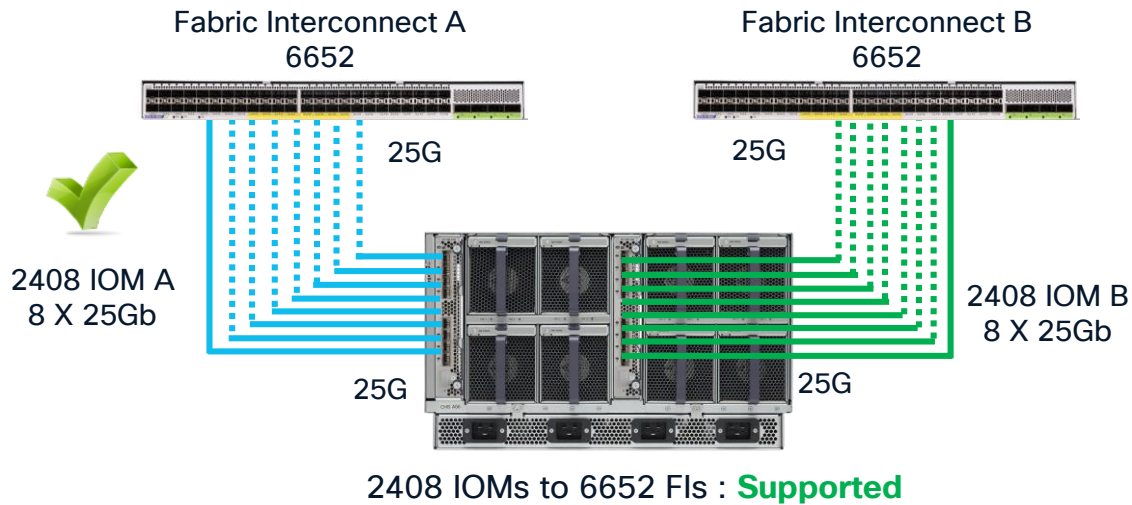 Fabric Interconnect A
6652
Fabric Interconnect B
6652
25G
25G
2408 IOM A
8 X 25Gb
2408 IOM B
8 X 25Gb
25G
25G
2408 IOMs to 6652 FIs : Supported